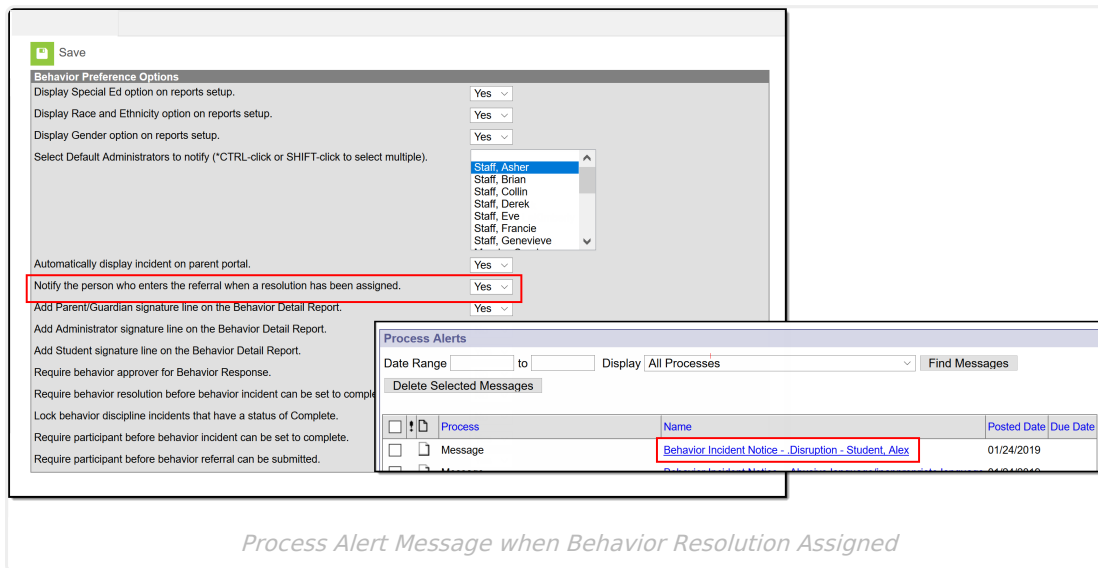 Save
Behavior Preference Options
Display Special Ed option on reports setup. Yes
Display Race and Ethnicity option on reports setup. Yes
Display Gender option on reports setup. Yes
Select Default Administrators to notify (*CTRL-click or SHIFT-click to select multiple).
Staff, Asher
Staff, Brian
Staff, Collin
Staff, Derek
Staff, Eve
Staff, Francie
Staff, Genevieve
Automatically display incident on parent portal. Yes
Notify the person who enters the referral when a resolution has been assigned. Yes
Add Parent/Guardian signature line on the Behavior Detail Report. Yes
Add Administrator signature line on the Behavior Detail Report.
Add Student signature line on the Behavior Detail Report.
Require behavior approver for Behavior Response.
Require behavior resolution before behavior incident can be set to comple
Lock behavior discipline incidents that have a status of Complete.
Require participant before behavior incident can be set to complete.
Require participant before behavior referral can be submitted.
Process Alerts
Date Range to Display All Processes Find Messages
Delete Selected Messages
! Process Name Posted Date Due Date
Message Behavior Incident Notice - .Disruption - Student, Alex 01/24/2019
Process Alert Message when Behavior Resolution Assigned